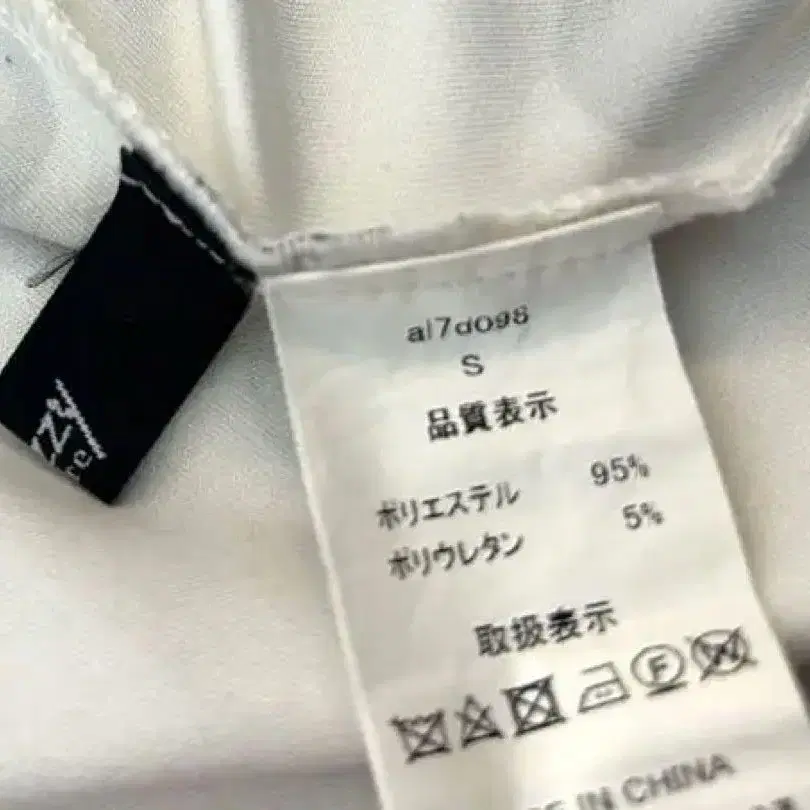 al7d098
S
品質表示
ポリエステル 95%
ポリウレタン 5%
取扱表示
IN CHINA